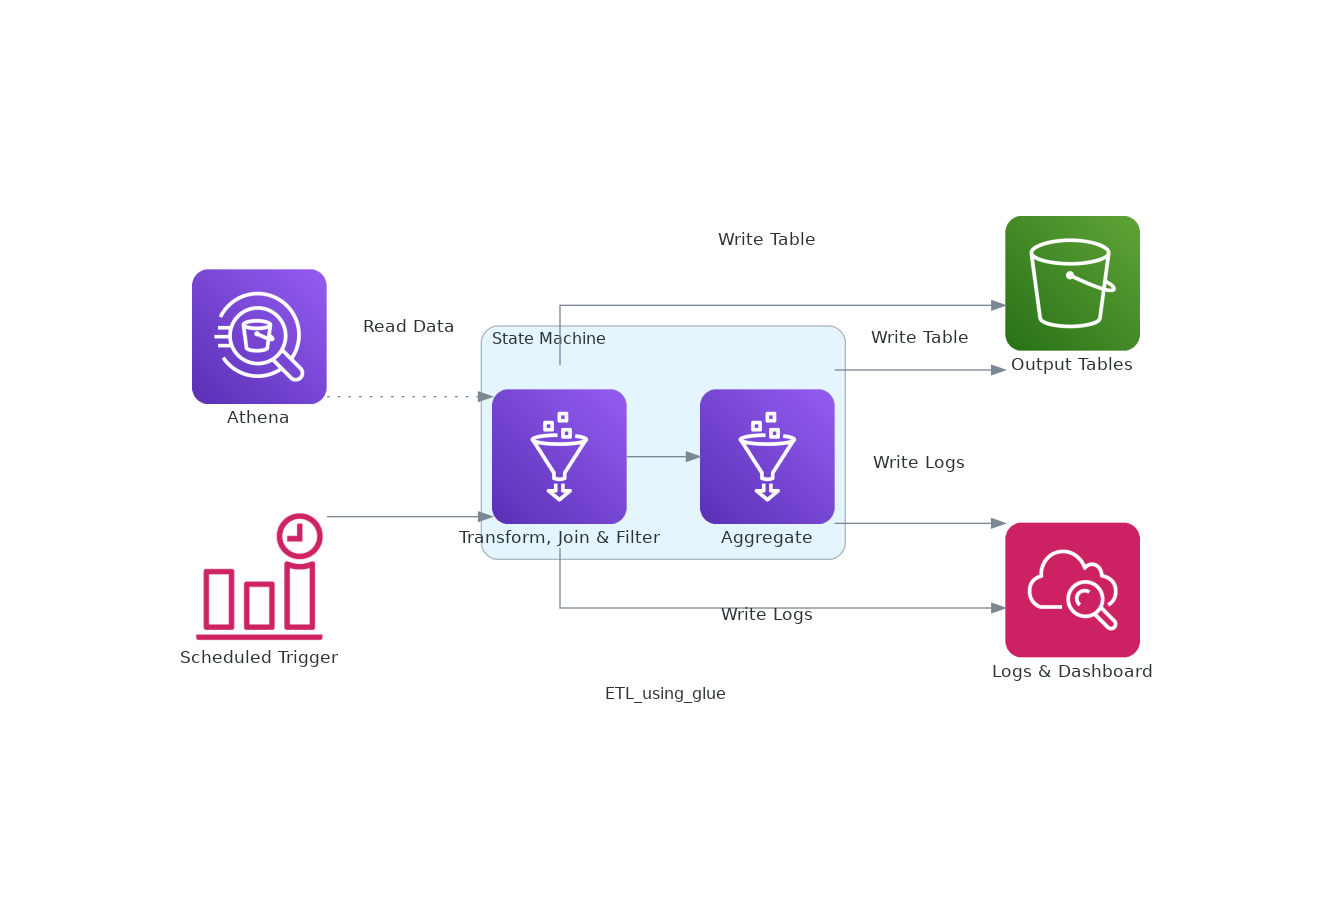 Write Table
Read Data
State Machine
Write Table
Output Tables
Athena
Write Logs
Transform, Join & Filter
Aggregate
Write Logs
Scheduled Trigger
Logs & Dashboard
ETL_using_glue